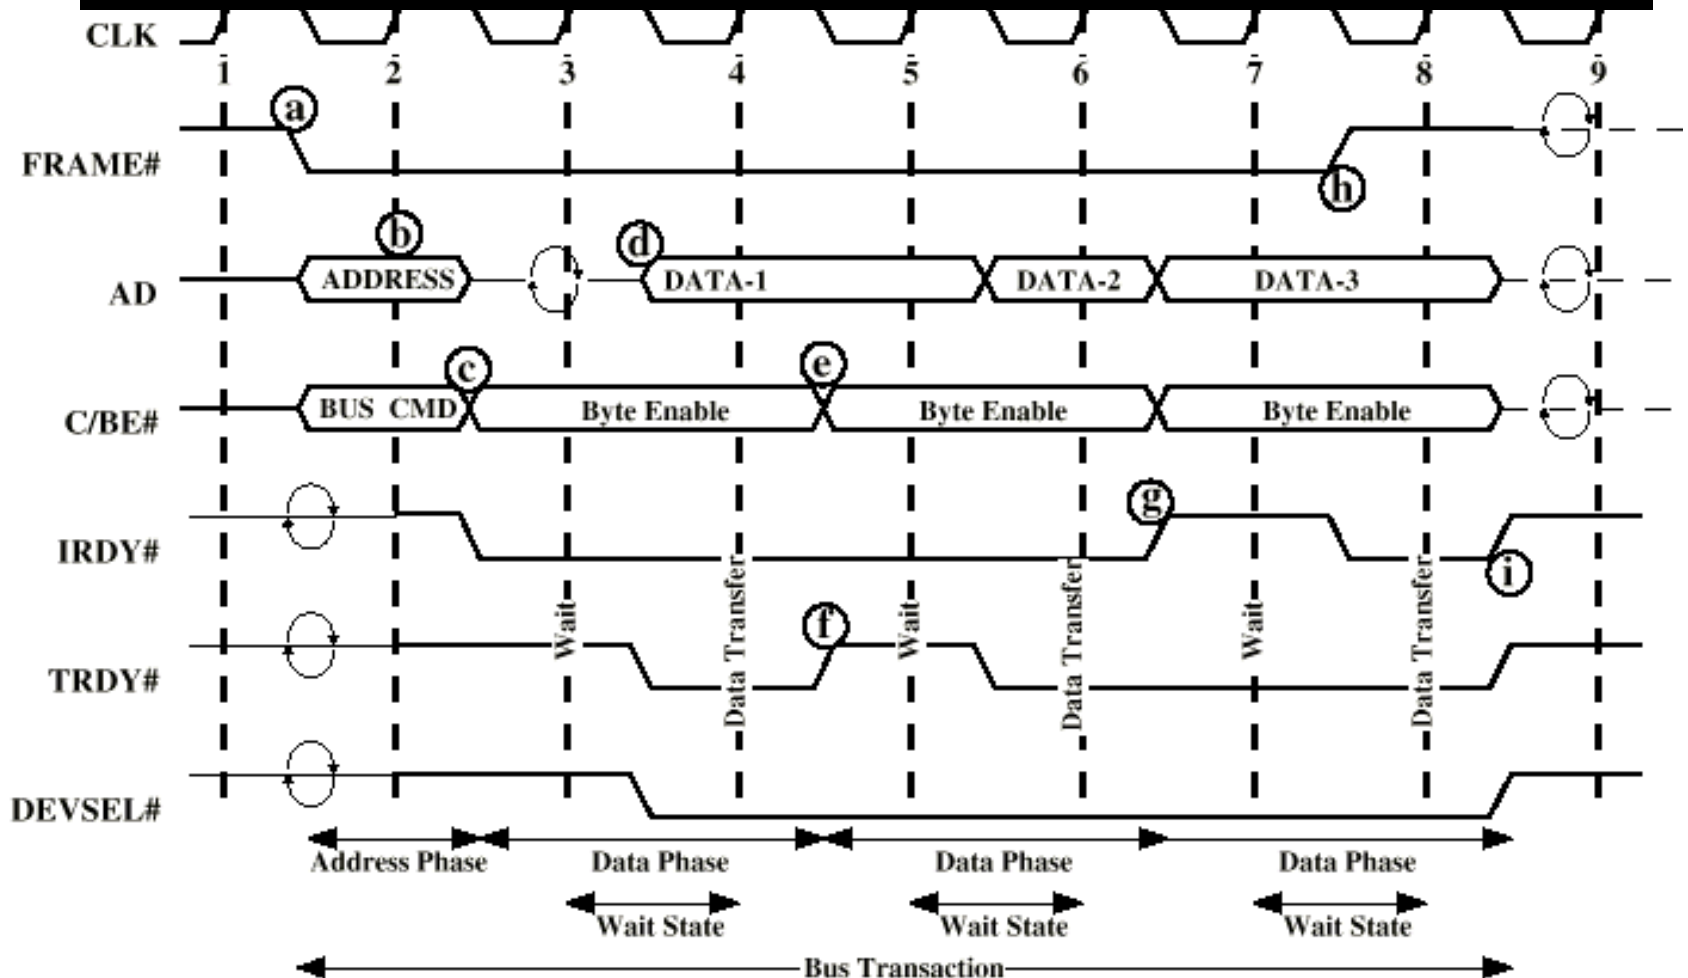 CLK
1 2 3 4 5 6 7 8 9
a
FRAME#
h
b
d
AD
ADDRESS
DATA-1
DATA-2
DATA-3
c
e
C/BE#
BUS CMD
Byte Enable
Byte Enable
Byte Enable
g
IRDY#
i
f
TRDY#
Wait
Data Transfer
Wait
Data Transfer
Wait
Data Transfer
DEVSEL#
Address Phase
Data Phase
Data Phase
Data Phase
Wait State
Wait State
Wait State
Bus Transaction